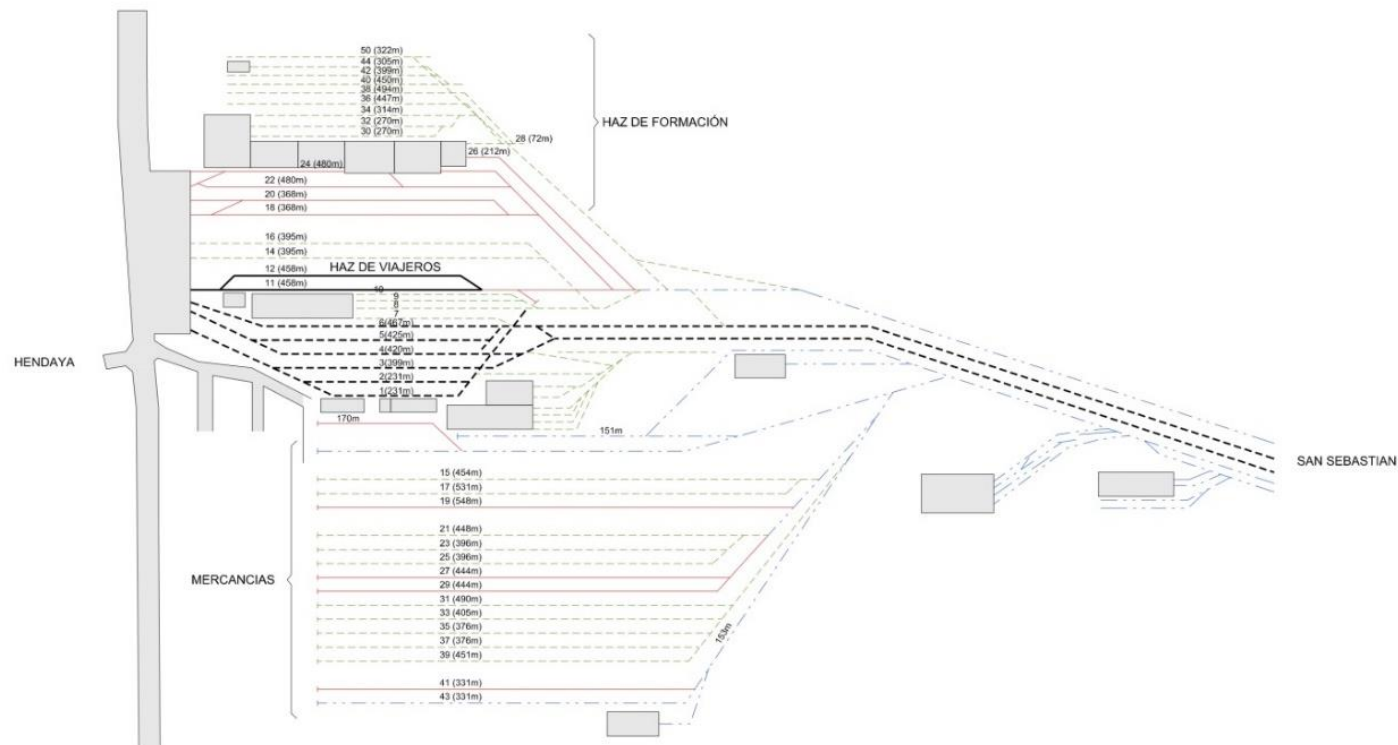 50 (322m)
44 (305m)
42 (399m)
40 (450m)
38 (494m)
36 (447m)
34 (314m)
32 (270m)
30 (270m)
28 (72m)
26 (212m)
24 (480m)
22 (480m)
20 (368m)
18 (368m)
HAZ DE FORMACIÓN
16 (395m)
14 (395m)
12 (458m)
HAZ DE VIAJEROS
11 (458m)
10
9
8
7
6(467m)
5(425m)
4(420m)
3(399m)
2(231m)
1(231m)
HENDAYA
170m
151m
SAN SEBASTIAN
15 (454m)
17 (531m)
19 (548m)
21 (448m)
23 (396m)
25 (396m)
27 (444m)
29 (444m)
31 (490m)
33 (405m)
35 (376m)
37 (376m)
39 (451m)
41 (331m)
43 (331m)
MERCANCIAS
153m